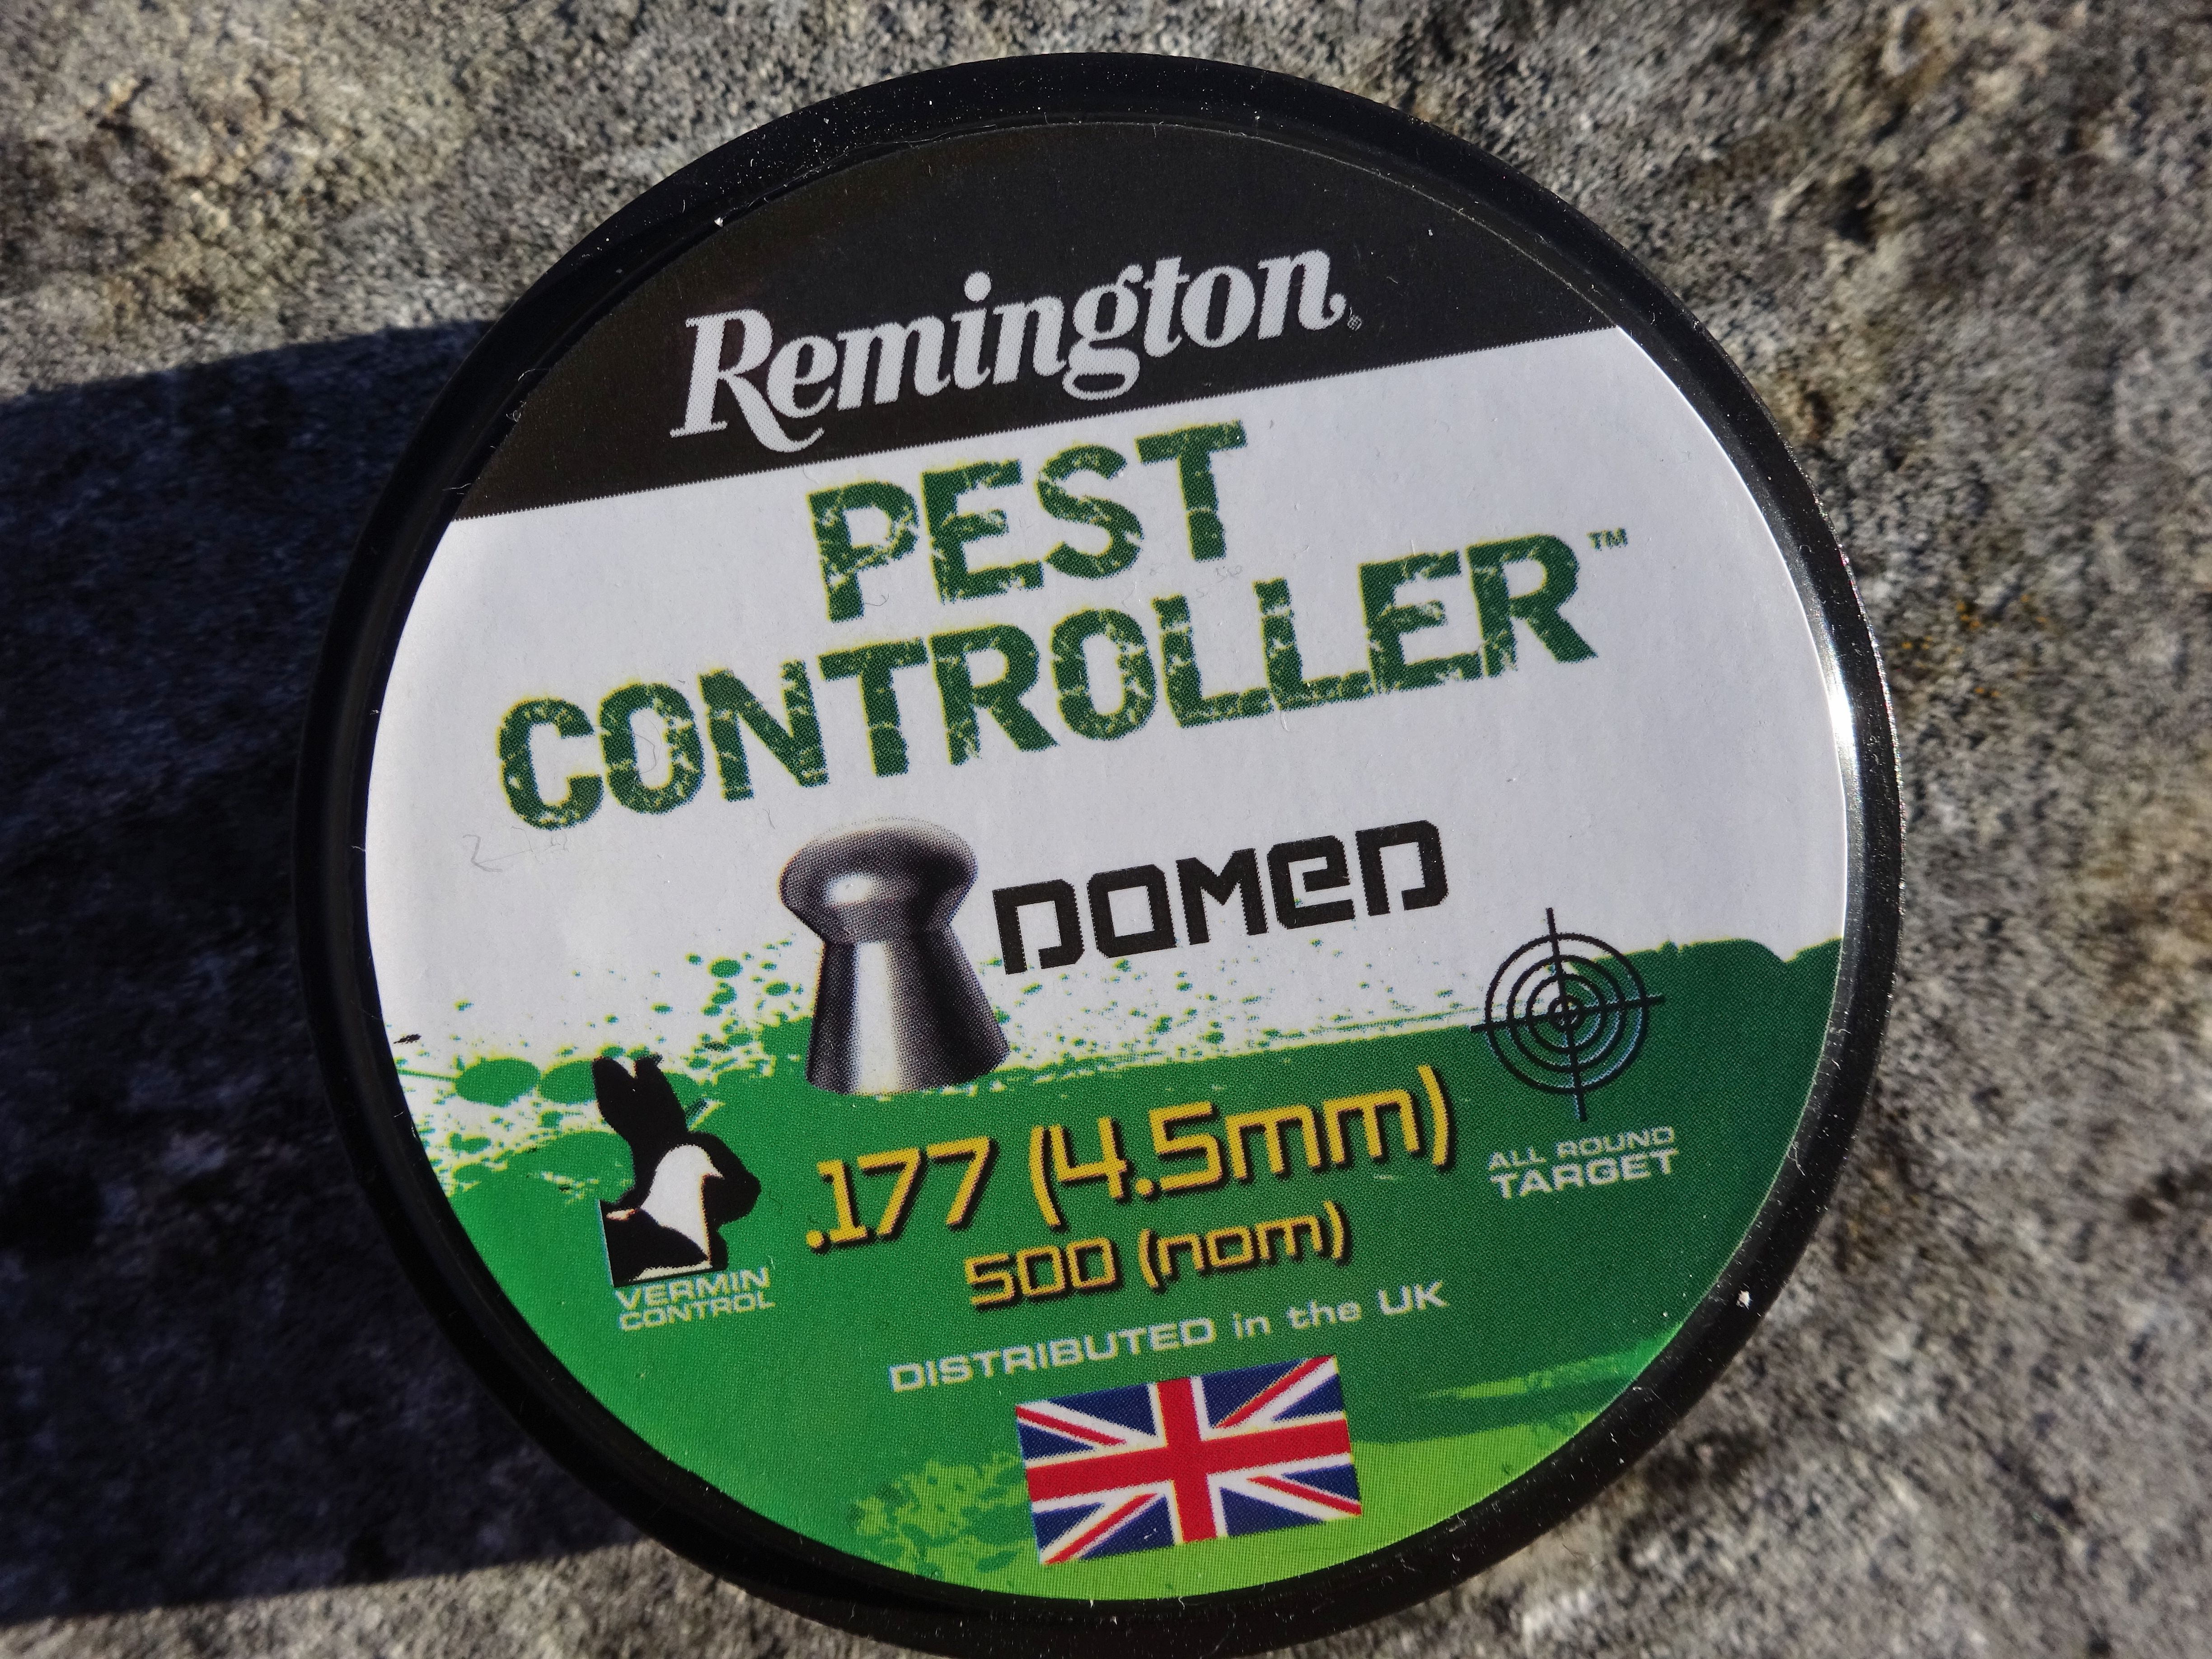 Remington®
PEST
CONTROLLER™
DOMED
ALL ROUND
TARGET
.177 (4.5mm)
500 (nom)
VERMIN
CONTROL
DISTRIBUTED in the UK